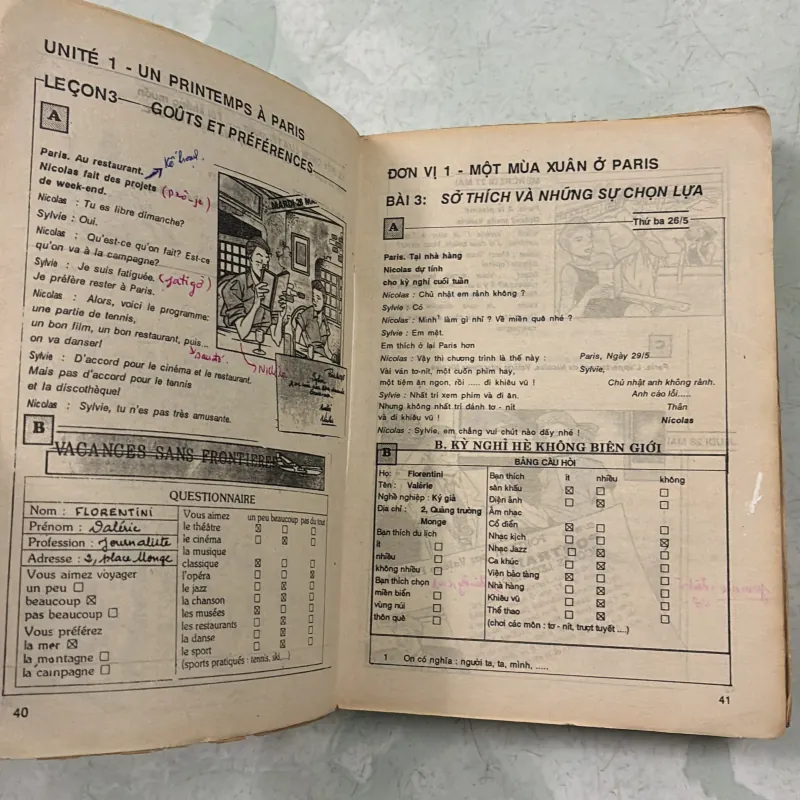 UNITÉ 1 - UN PRINTEMPS À PARIS
LEÇON3
GOÛTS ET PRÉFÉRENCES
A
Paris. Au restaurant.
Kế hoạch
Nicolas fait des projets
de week-end.
Nicolas : Tu es libre dimanche?
Sylvie : Oui.
Nicolas : Qu'est-ce qu'on fait? Est-ce
qu'on va à la campagne?
Sylvie : Je suis fatiguée.
Je préfère rester à Paris.
Nicolas : Alors, voici le programme:
une partie de tennis,
un bon film, un bon restaurant, puis...
on va danser!
Sylvie : D'accord pour le cinéma et le restaurant.
Mais pas d'accord pour le tennis
et la discothèque!
Nicolas : Sylvie, tu n'es pas très amusante.
MARDI 26 MAI
B
VACANCES SANS FRONTIERES
QUESTIONNAIRE
Nom : FLORENTINI
Prénom : Valérie
Profession : journaliste
Adresse : 2, place Monge
Vous aimez voyager
un peu
beaucoup
pas beaucoup
Vous préférez
la mer
la montagne
la campagne
Vous aimez un peu beaucoup pas du tout
le théâtre
le cinéma
la musique
classique
l'opéra
le jazz
la chanson
les musées
les restaurants
la danse
le sport
(sports pratiqués : tennis, ski,....)
40
ĐƠN VỊ 1 - MỘT MÙA XUÂN Ở PARIS
BÀI 3: SỞ THÍCH VÀ NHỮNG SỰ CHỌN LỰA
A
Thứ ba 26/5
Paris. Tại nhà hàng
Nicolas dự tính
cho kỳ nghỉ cuối tuần
Nicolas : Chủ nhật em rảnh không ?
Sylvie : Có
Nicolas : Mình1 làm gì nhỉ ? Về miền quê nhé ?
Sylvie : Em mệt.
Em thích ở lại Paris hơn
Nicolas : Vậy thì chương trình là thế này :
Vài ván tơ-nít, một cuốn phim hay,
một tiệm ăn ngon, rồi ..... đi khiêu vũ !
Sylvie : Nhất trí xem phim và đi ăn.
Nhưng không nhất trí đánh tơ - nít
và đi khiêu vũ !
Nicolas : Sylvie, em chẳng vui chút nào đấy nhé !
Paris, Ngày 29/5
Sylvie,
Chủ nhật anh không rảnh.
Anh cáo lỗi.....
Thân
Nicolas
B
B. KỲ NGHỈ HÈ KHÔNG BIÊN GIỚI
BẢNG CÂU HỎI
Họ: Florentini
Tên : Valérie
Nghề nghiệp : Ký giả
Địa chỉ : 2, Quảng trường
Monge
Bạn thích du lịch
ít
nhiều
không nhiều
Bạn thích chọn
miền biển
vùng núi
thôn quê
Bạn thích ít nhiều không
sân khấu
Điện ảnh
Âm nhạc
Cổ điển
Nhạc kịch
Nhạc Jazz
Ca khúc
Viện bảo tàng
Nhà hàng
Khiêu vũ
Thể thao
(chơi các môn : tơ - nít, trượt tuyết ....)
1 On có nghĩa : người ta, ta, mình, .....
41